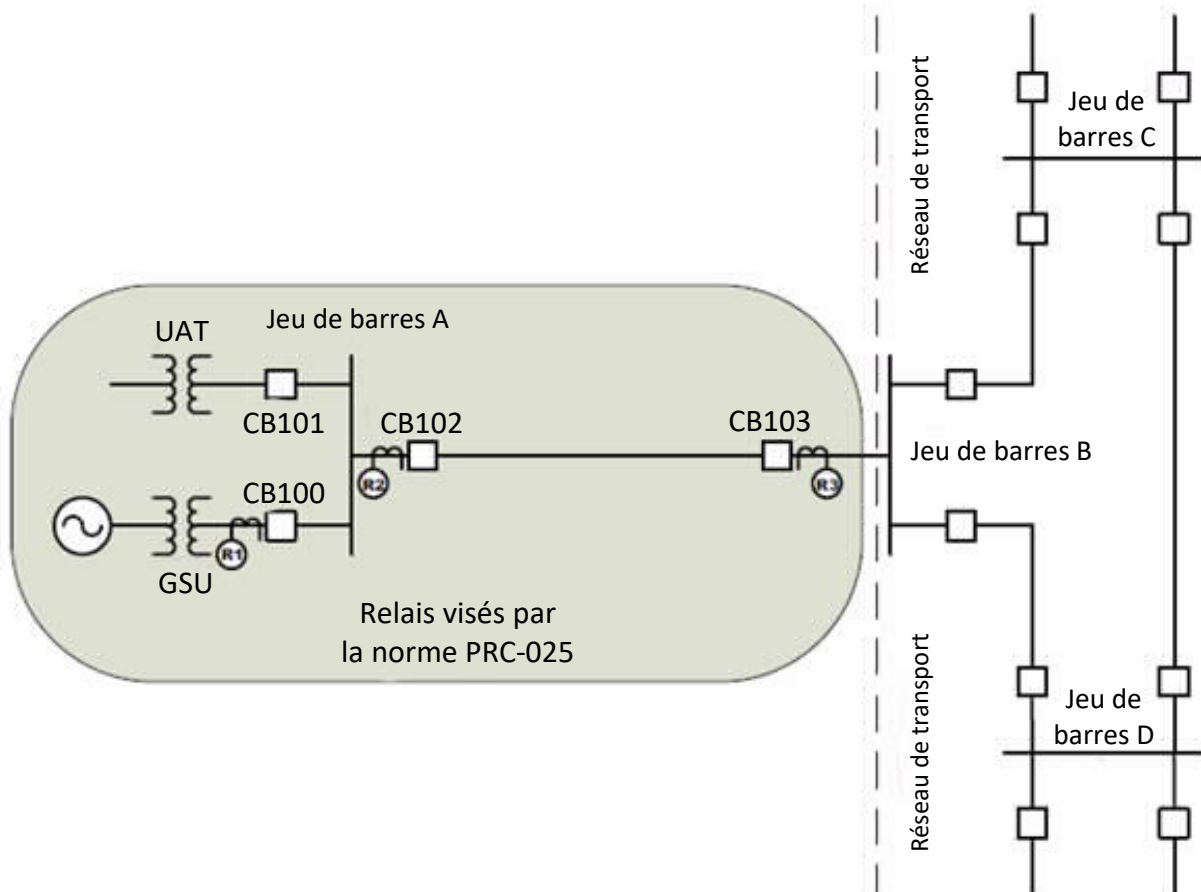 Réseau de transport
Jeu de
barres C
UAT
Jeu de barres A
CB101
CB102
CB103
Jeu de barres B
R2
R3
CB100
R1
GSU
Relais visés par
la norme PRC-025
Réseau de transport
Jeu de
barres D